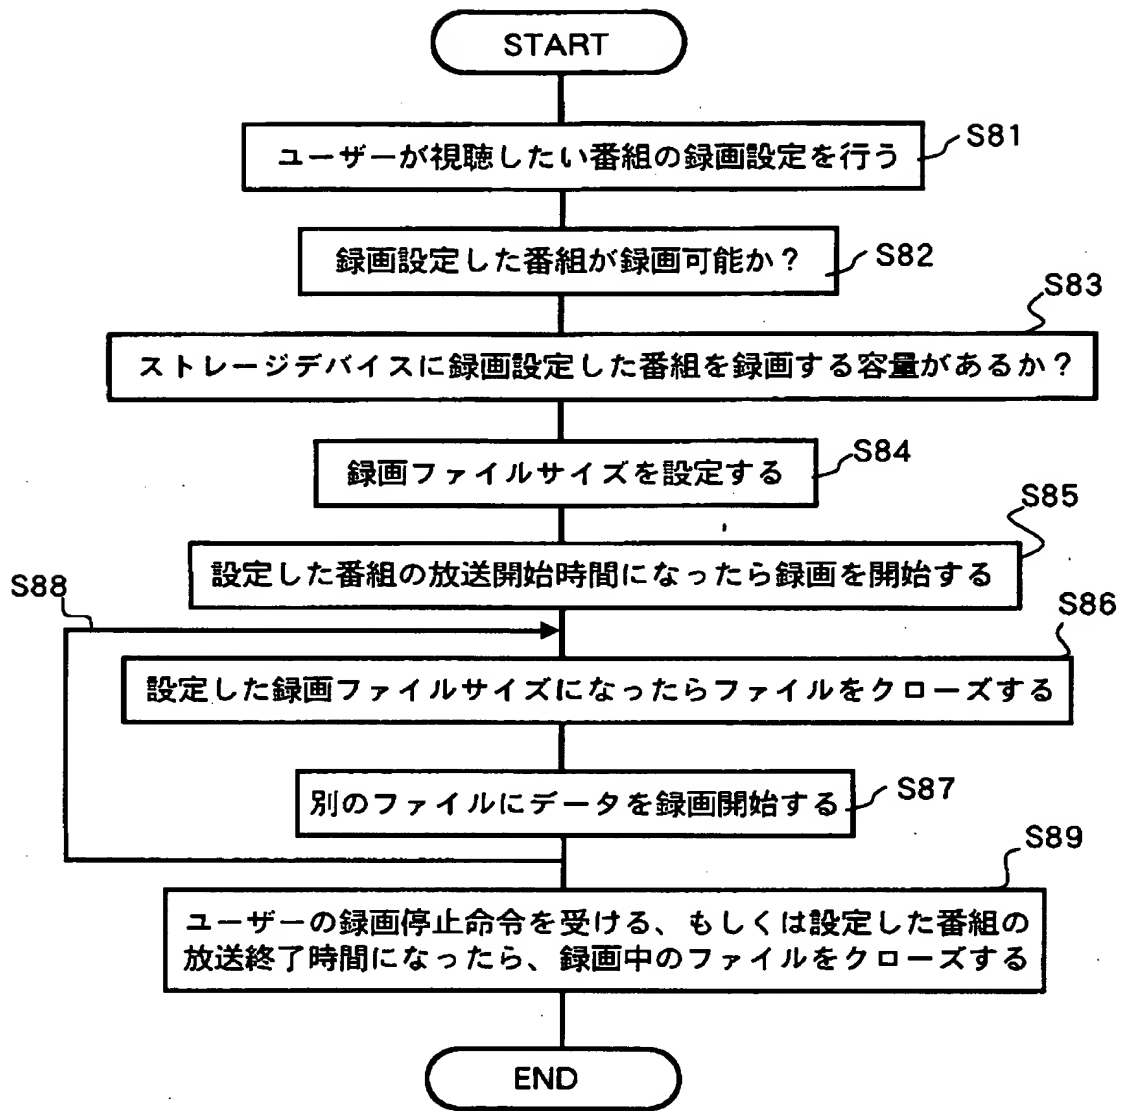 START
ユーザーが視聴したい番組の録画設定を行う
S81
録画設定した番組が録画可能か?
S82
S83
ストレージデバイスに録画設定した番組を録画する容量があるか?
録画ファイルサイズを設定する
S84
S85
設定した番組の放送開始時間になったら録画を開始する
S88
S86
設定した録画ファイルサイズになったらファイルをクローズする
別のファイルにデータを録画開始する
S87
S89
ユーザーの録画停止命令を受ける、もしくは設定した番組の
放送終了時間になったら、録画中のファイルをクローズする
END